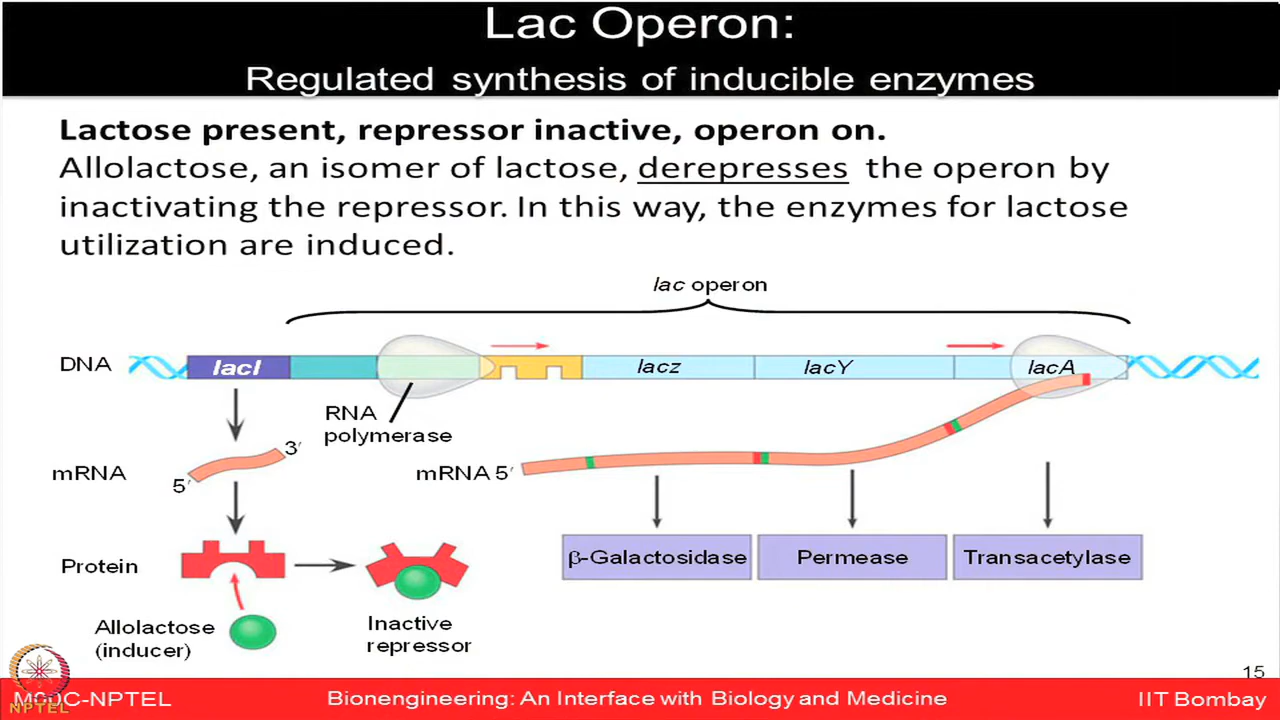 Lac Operon:
Regulated synthesis of inducible enzymes
Lactose present, repressor inactive, operon on.
Allolactose, an isomer of lactose, derepresses the operon by
inactivating the repressor. In this way, the enzymes for lactose
utilization are induced.
lac operon
DNA
lacI
lacz
lacY
lacA
RNA
polymerase
3′
mRNA
5′
mRNA 5′
Protein
β-Galactosidase
Permease
Transacetylase
Allolactose
(inducer)
Inactive
repressor
15
NPTEL
-NPTEL
Bionengineering: An Interface with Biology and Medicine
IIT Bombay